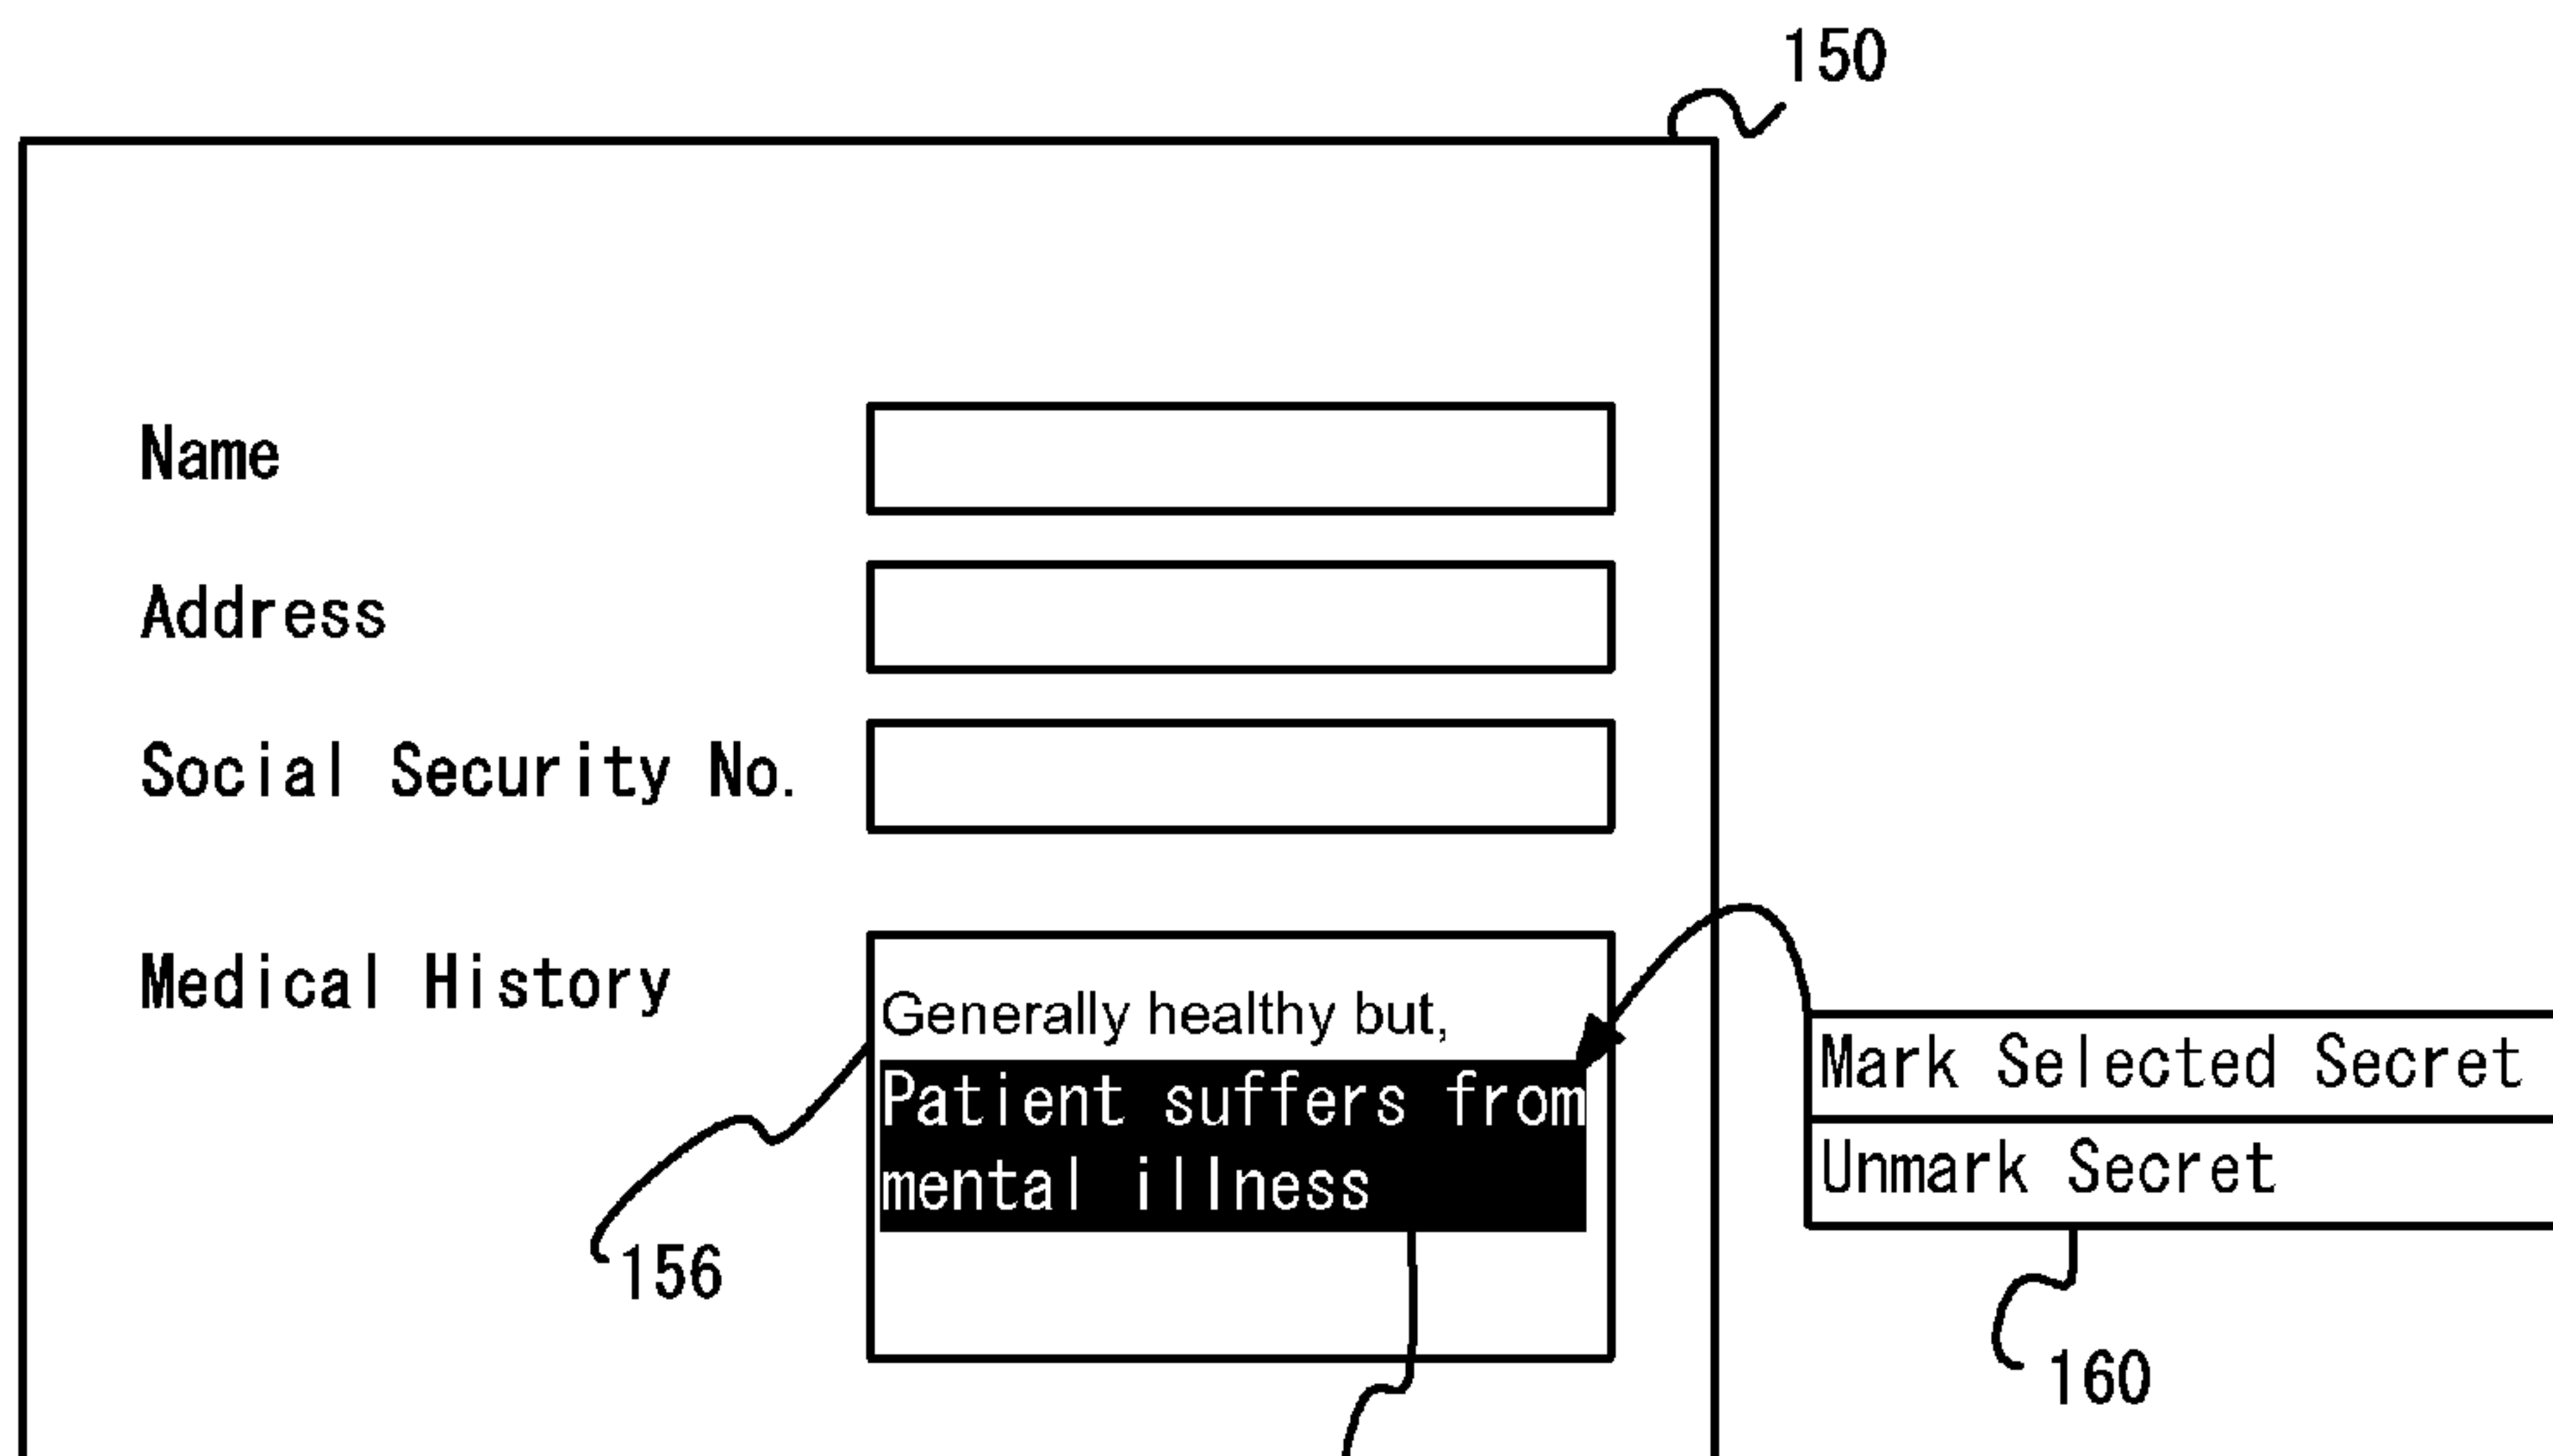 150
Name
Address
Social Security No.
Medical History
Generally healthy but,
Patient suffers from
mental illness
Mark Selected Secret
Unmark Secret
156
160